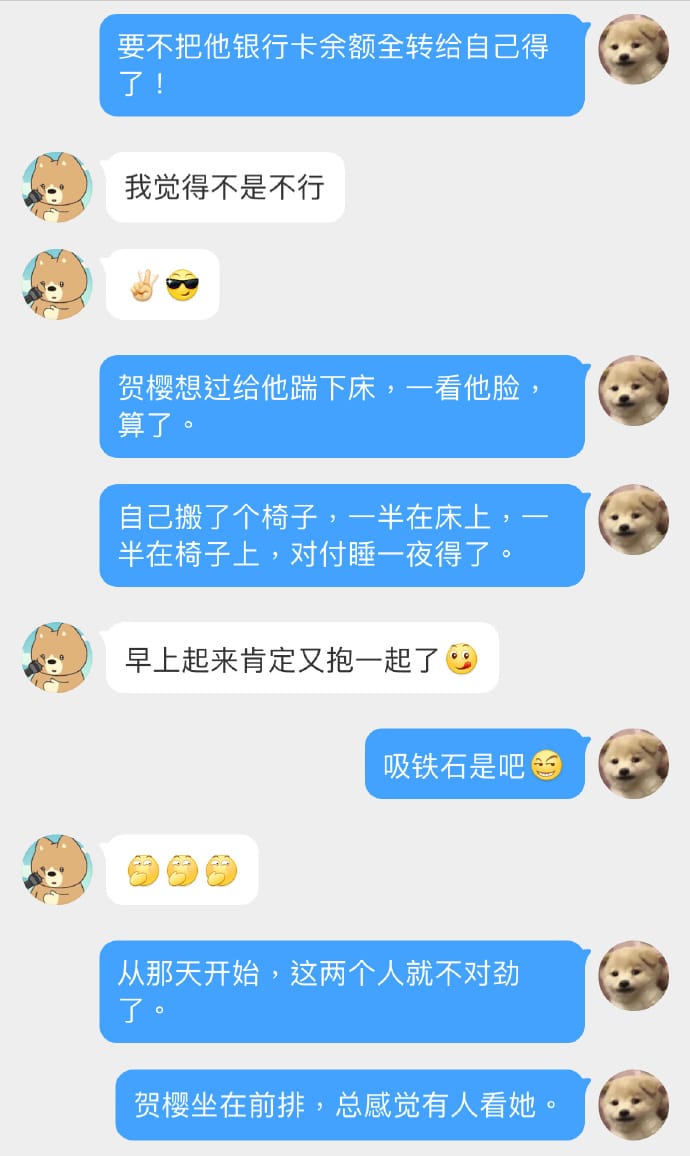 要不把他银行卡余额全转给自己得
了！
我觉得不是不行
✌🏻😎
贺樱想过给他踹下床，一看他脸，
算了。
自己搬了个椅子，一半在床上，一
半在椅子上，对付睡一夜得了。
早上起来肯定又抱一起了😋
吸铁石是吧😏
从那天开始，这两个人就不对劲
了。
贺樱坐在前排，总感觉有人看她。